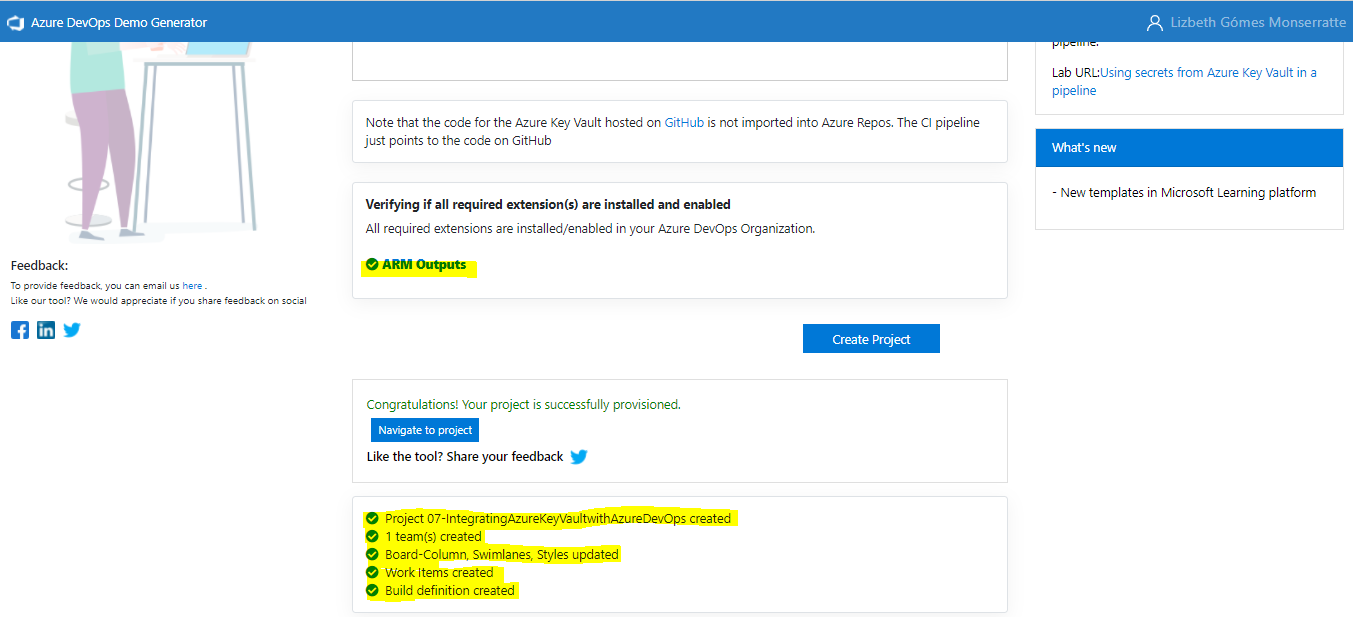 Azure DevOps Demo Generator
Lizbeth Gómes Monserratte
pipeline.
Lab URL:Using secrets from Azure Key Vault in a
pipeline
What's new
- New templates in Microsoft Learning platform
Note that the code for the Azure Key Vault hosted on GitHub is not imported into Azure Repos. The CI pipeline
just points to the code on GitHub
Verifying if all required extension(s) are installed and enabled
All required extensions are installed/enabled in your Azure DevOps Organization.
ARM Outputs
Feedback:
To provide feedback, you can email us here .
Like our tool? We would appreciate if you share feedback on social
Create Project
Congratulations! Your project is successfully provisioned.
Navigate to project
Like the tool? Share your feedback
Project 07-IntegratingAzureKeyVaultwithAzureDevOps created
1 team(s) created
Board-Column, Swimlanes, Styles updated
Work Items created
Build definition created